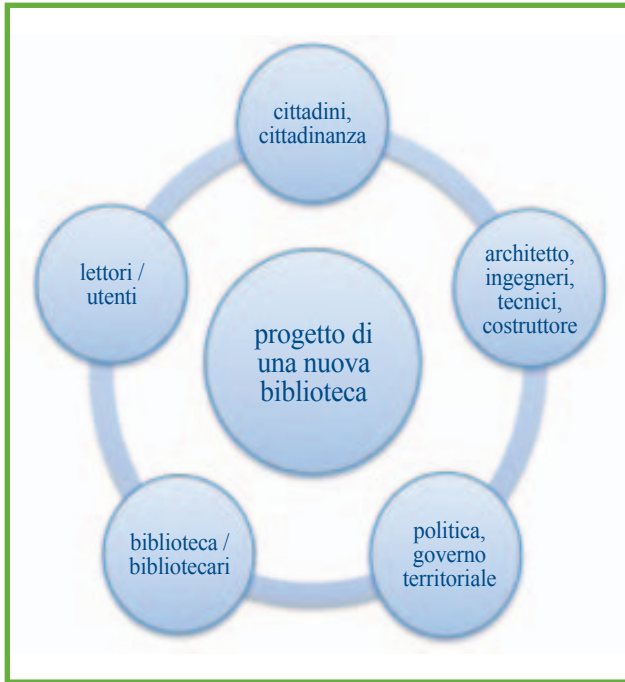 cittadini,
cittadinanza
architetto,
ingegneri,
tecnici,
costruttore
politica,
governo
territoriale
biblioteca /
bibliotecari
lettori /
utenti
progetto di
una nuova
biblioteca